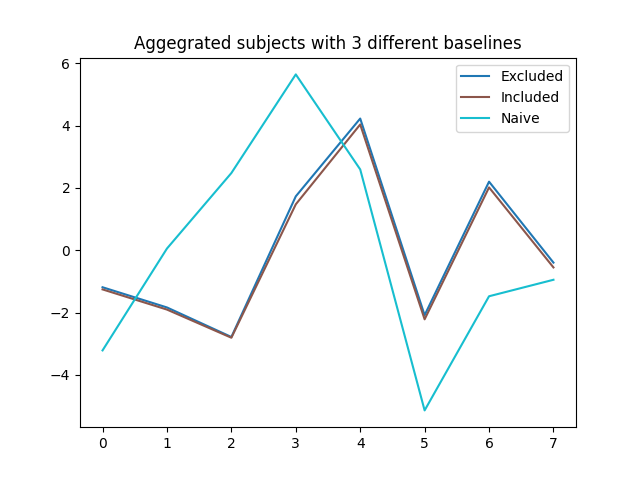 Aggegrated subjects with 3 different baselines
Excluded
Included
Naive
6
4
2
0
−2
−4
0 1 2 3 4 5 6 7